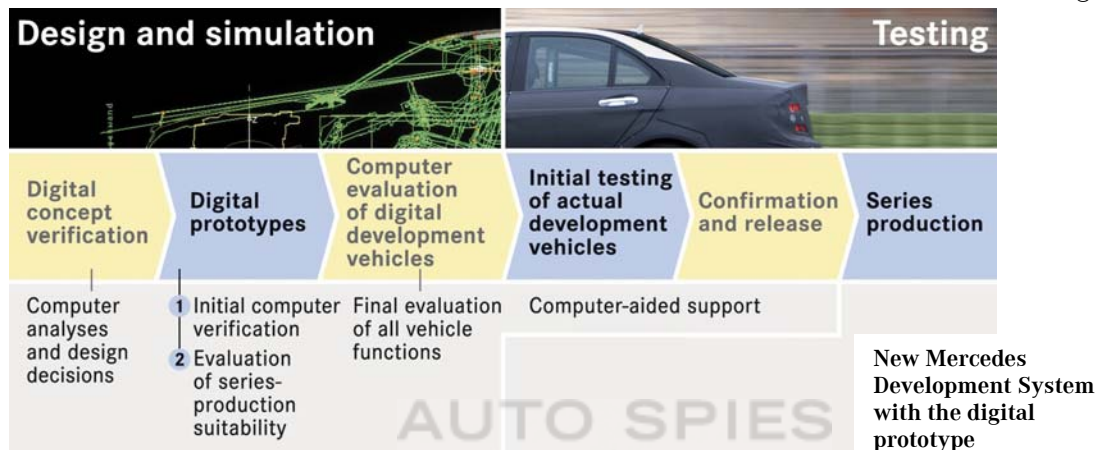 Design and simulation
Testing
Digital
concept
verification
Digital
prototypes
Computer
evaluation
of digital
development
vehicles
Initial testing
of actual
development
vehicles
Confirmation
and release
Series
production
Computer
analyses
and design
decisions
1 Initial computer
verification
2 Evaluation
of series-
production
suitability
Final evaluation
of all vehicle
functions
Computer-aided support
New Mercedes
Development System
with the digital
prototype
AUTO SPIES